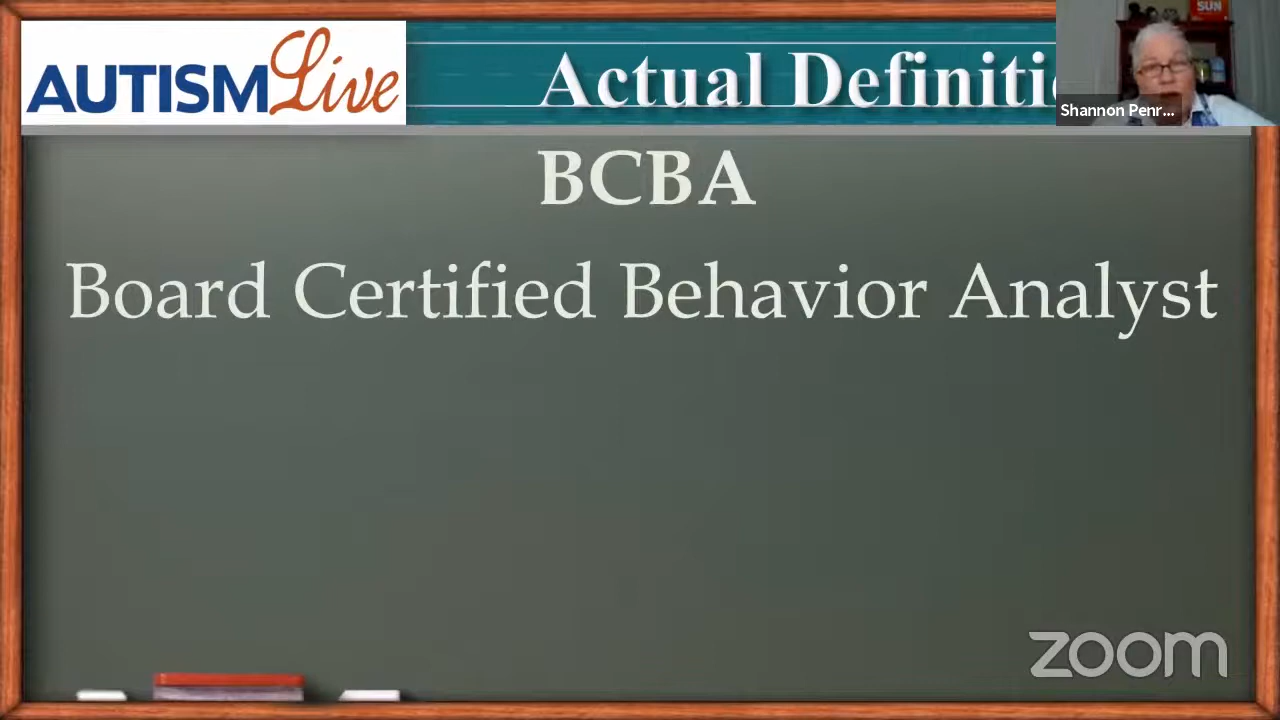 AUTISM Live
Actual Definiti
SUN
Shannon Penr...
BCBA
Board Certified Behavior Analyst
zoom